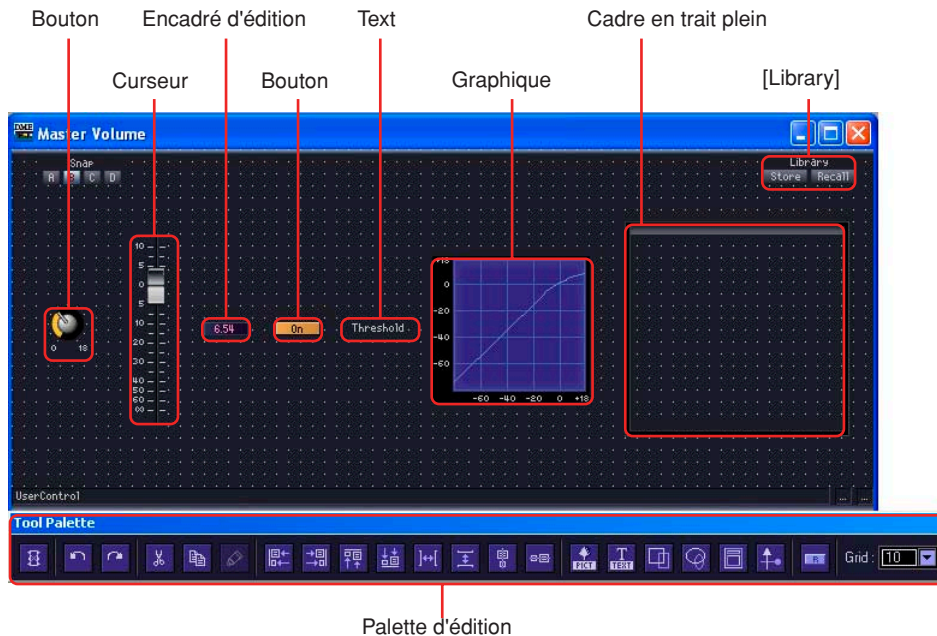 Bouton Encadré d'édition Text Cadre en trait plein
Curseur Bouton Graphique [Library]
DME Master Volume
Snap Library
A B C D Store Recall
10
5
0
5
10
20
30
40
50
60
∞
0 18
6.54 On Threshold
+18
0
-20
-40
-60
-60 -40 -20 0 +18
UserControl ... ...
Tool Palette
PICT TEXT Grid : 10
Palette d'édition